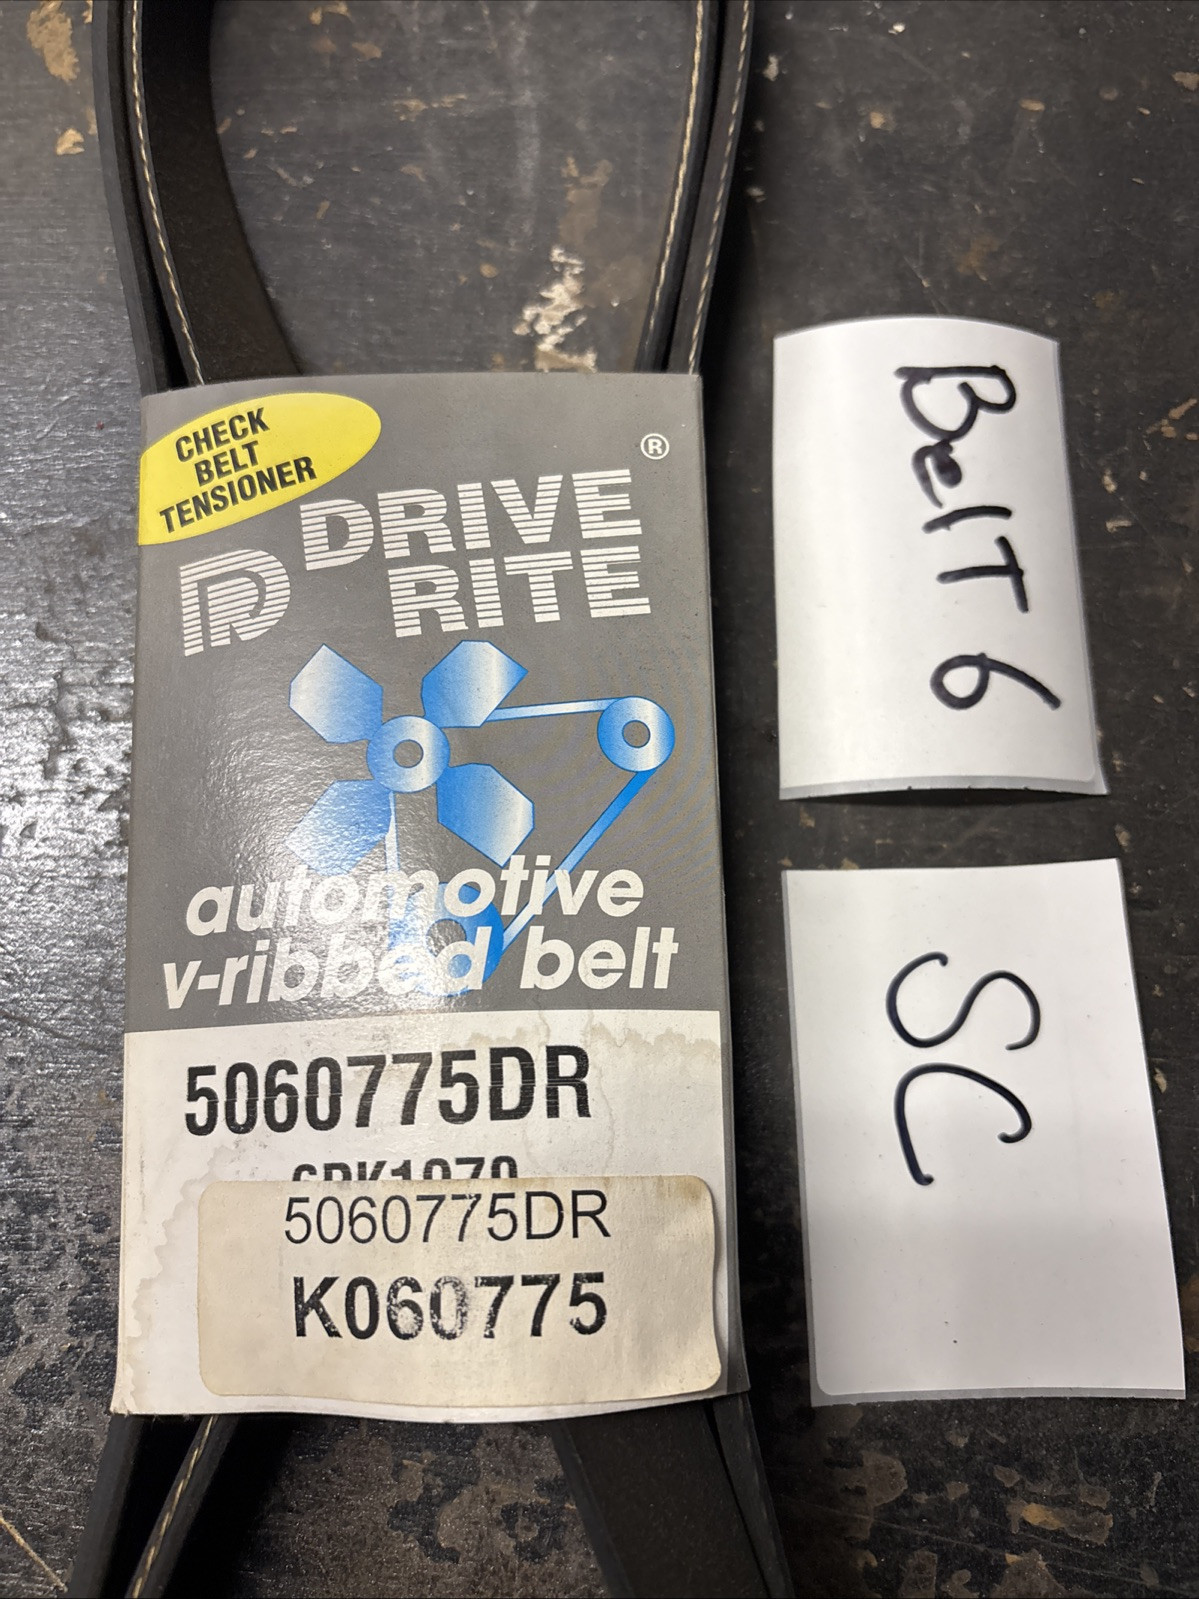 CHECK
BELT
TENSIONER
DRIVE
RITE
®
automotive
v-ribbed belt
5060775DR
5060775DR
K060775
Belt 6
SC